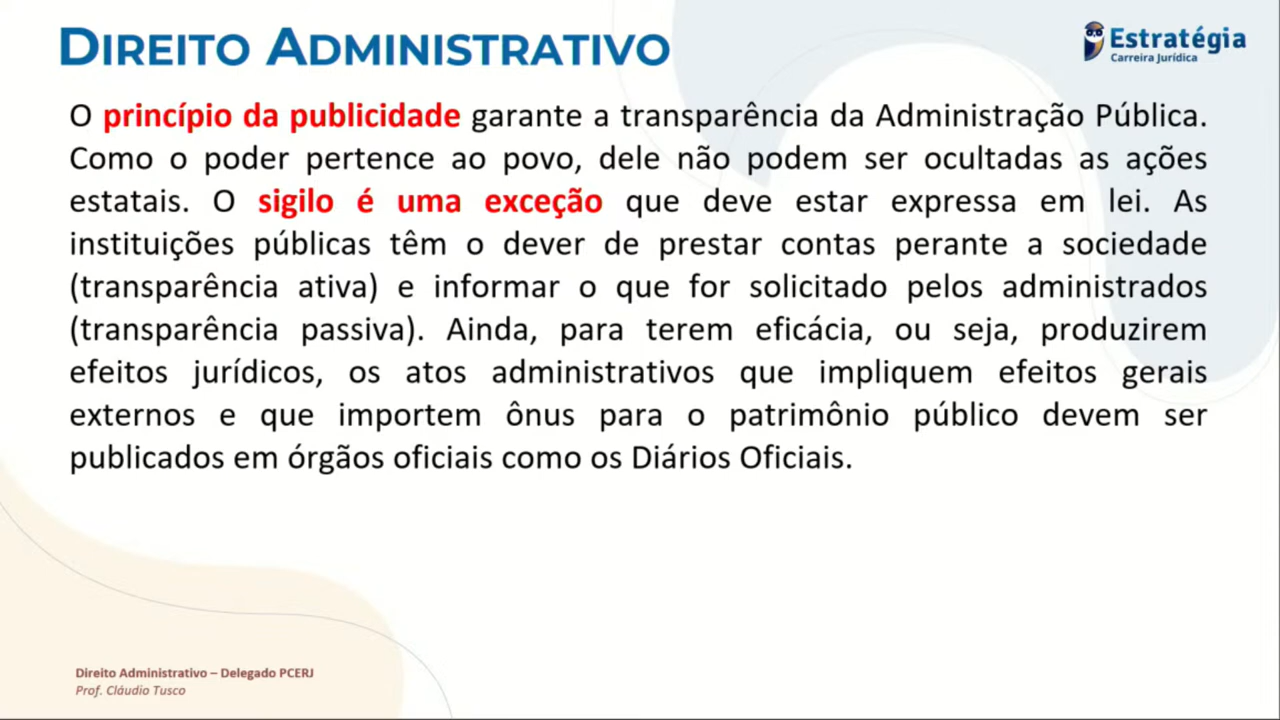 DIREITO ADMINISTRATIVO
Estratégia
Carreira Jurídica
O princípio da publicidade garante a transparência da Administração Pública.
Como o poder pertence ao povo, dele não podem ser ocultadas as ações
estatais. O sigilo é uma exceção que deve estar expressa em lei. As
instituições públicas têm o dever de prestar contas perante a sociedade
(transparência ativa) e informar o que for solicitado pelos administrados
(transparência passiva). Ainda, para terem eficácia, ou seja, produzirem
efeitos jurídicos, os atos administrativos que impliquem efeitos gerais
externos e que importem ônus para o patrimônio público devem ser
publicados em órgãos oficiais como os Diários Oficiais.
Direito Administrativo – Delegado PCERJ
Prof. Cláudio Tusco